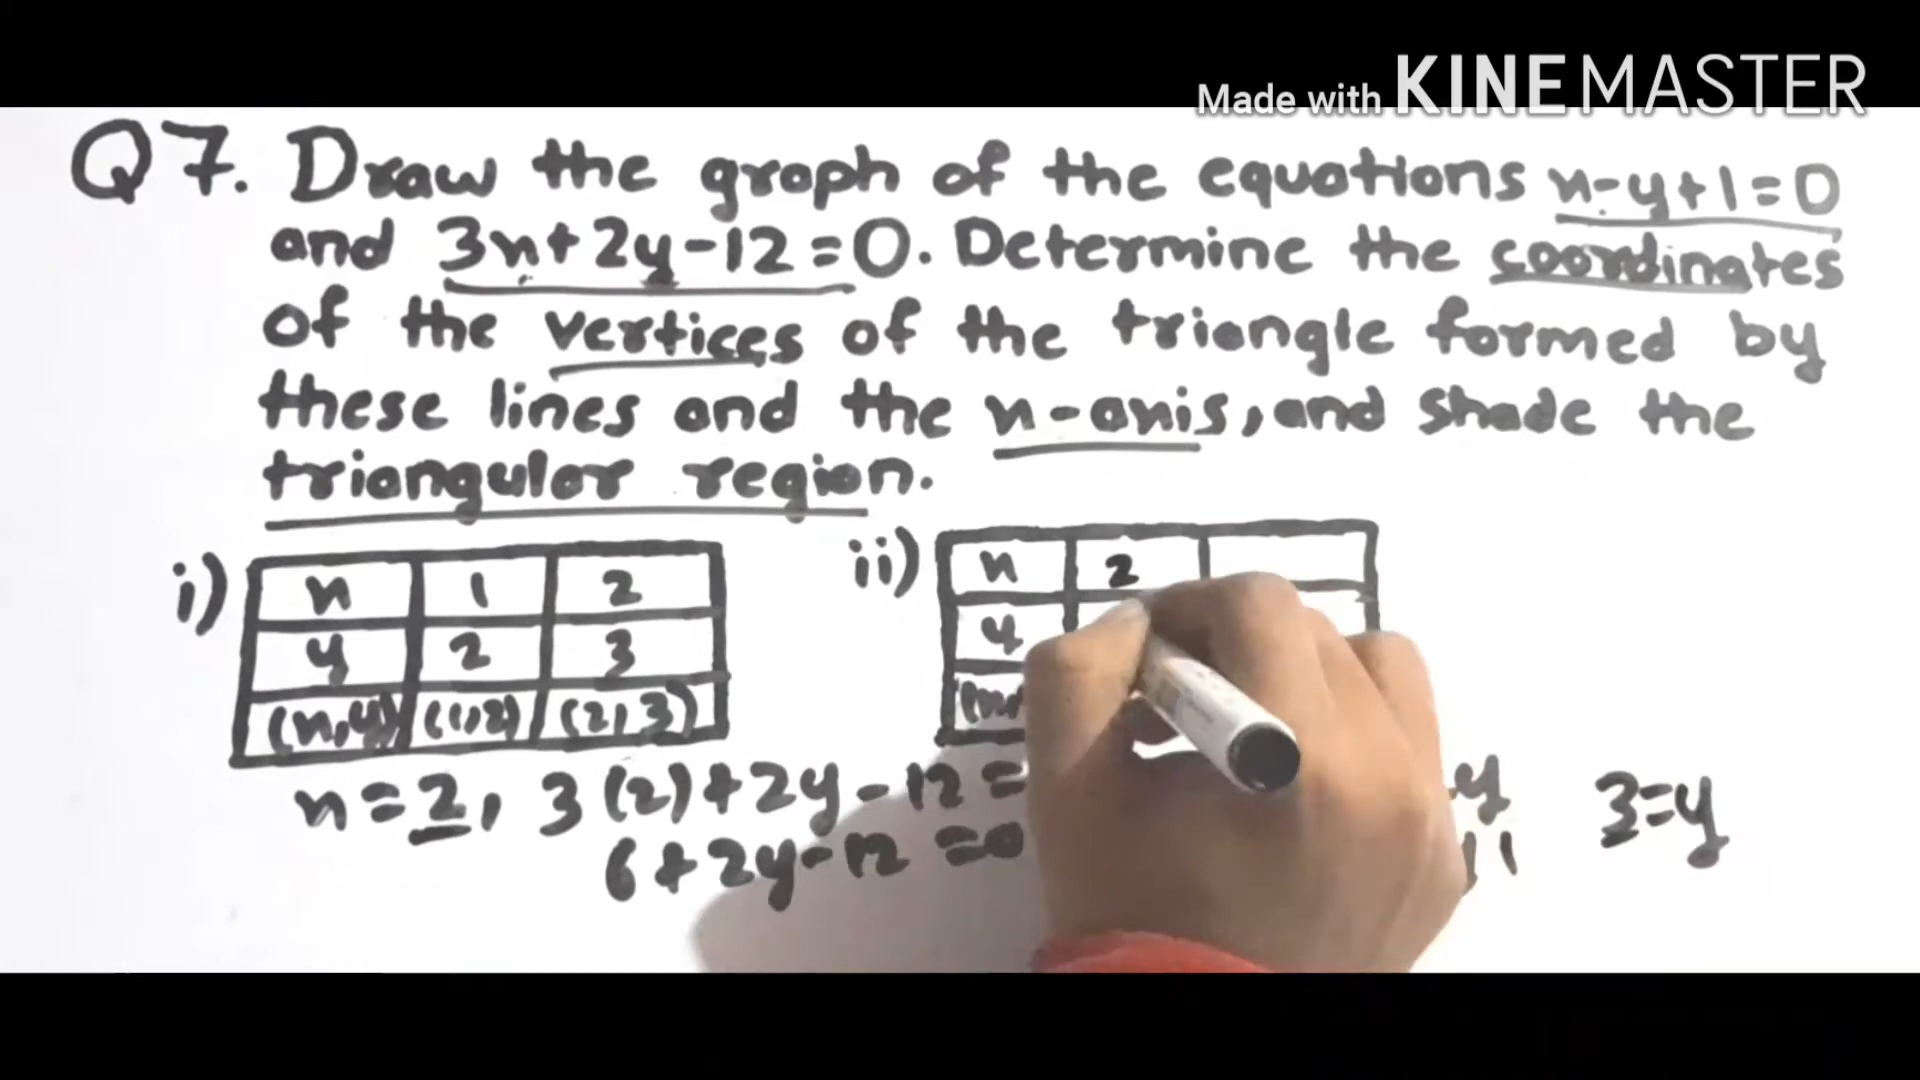 Made with KINEMASTER
Q7. Draw the graph of the equations x-y+1=0
and 3x+2y-12=0. Determine the coordinates
of the vertices of the triangle formed by
these lines and the x-axis, and shade the
triangular region.
i) x 1 2
y 2 3
(x,y) (1,2) (2,3)
ii) x 2
y
x=2, 3(2)+2y-12=
6+2y-12=0
y 3=y